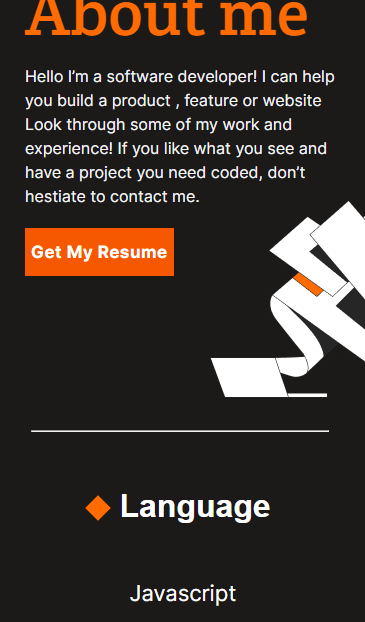 About me
Hello I’m a software developer! I can help
you build a product , feature or website
Look through some of my work and
experience! If you like what you see and
have a project you need coded, don’t
hestiate to contact me.
Get My Resume
Language
Javascript